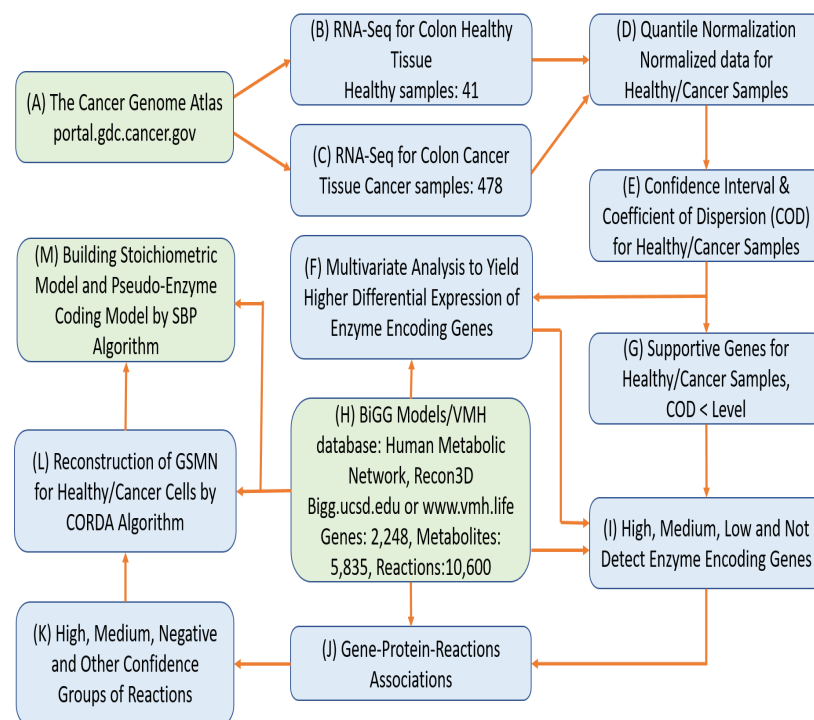 (A) The Cancer Genome Atlas
portal.gdc.cancer.gov
(B) RNA-Seq for Colon Healthy
Tissue
Healthy samples: 41
(C) RNA-Seq for Colon Cancer
Tissue Cancer samples: 478
(D) Quantile Normalization
Normalized data for
Healthy/Cancer Samples
(E) Confidence Interval &
Coefficient of Dispersion (COD)
for Healthy/Cancer Samples
(F) Multivariate Analysis to Yield
Higher Differential Expression of
Enzyme Encoding Genes
(G) Supportive Genes for
Healthy/Cancer Samples,
COD < Level
(H) BiGG Models/VMH
database: Human Metabolic
Network, Recon3D
Bigg.ucsd.edu or www.vmh.life
Genes: 2,248, Metabolites:
5,835, Reactions:10,600
(I) High, Medium, Low and Not
Detect Enzyme Encoding Genes
(J) Gene-Protein-Reactions
Associations
(K) High, Medium, Negative
and Other Confidence
Groups of Reactions
(L) Reconstruction of GSMN
for Healthy/Cancer Cells by
CORDA Algorithm
(M) Building Stoichiometric
Model and Pseudo-Enzyme
Coding Model by SBP
Algorithm